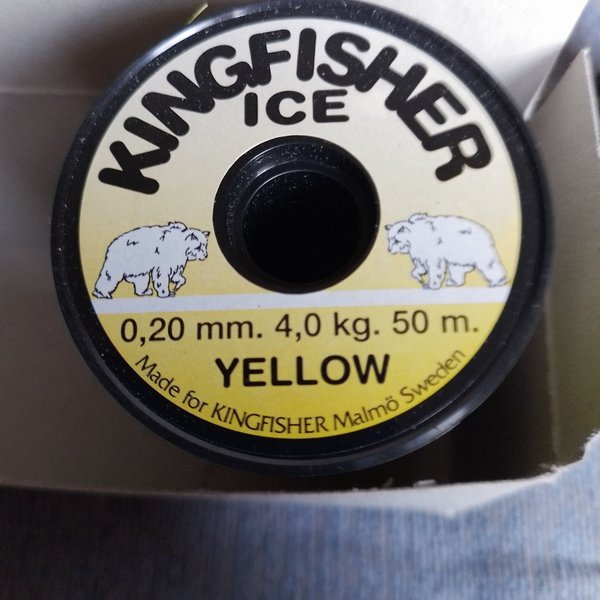 KINGFISHER
ICE
0,20 mm. 4,0 kg. 50 m.
YELLOW
Made for KINGFISHER Malmö Sweden